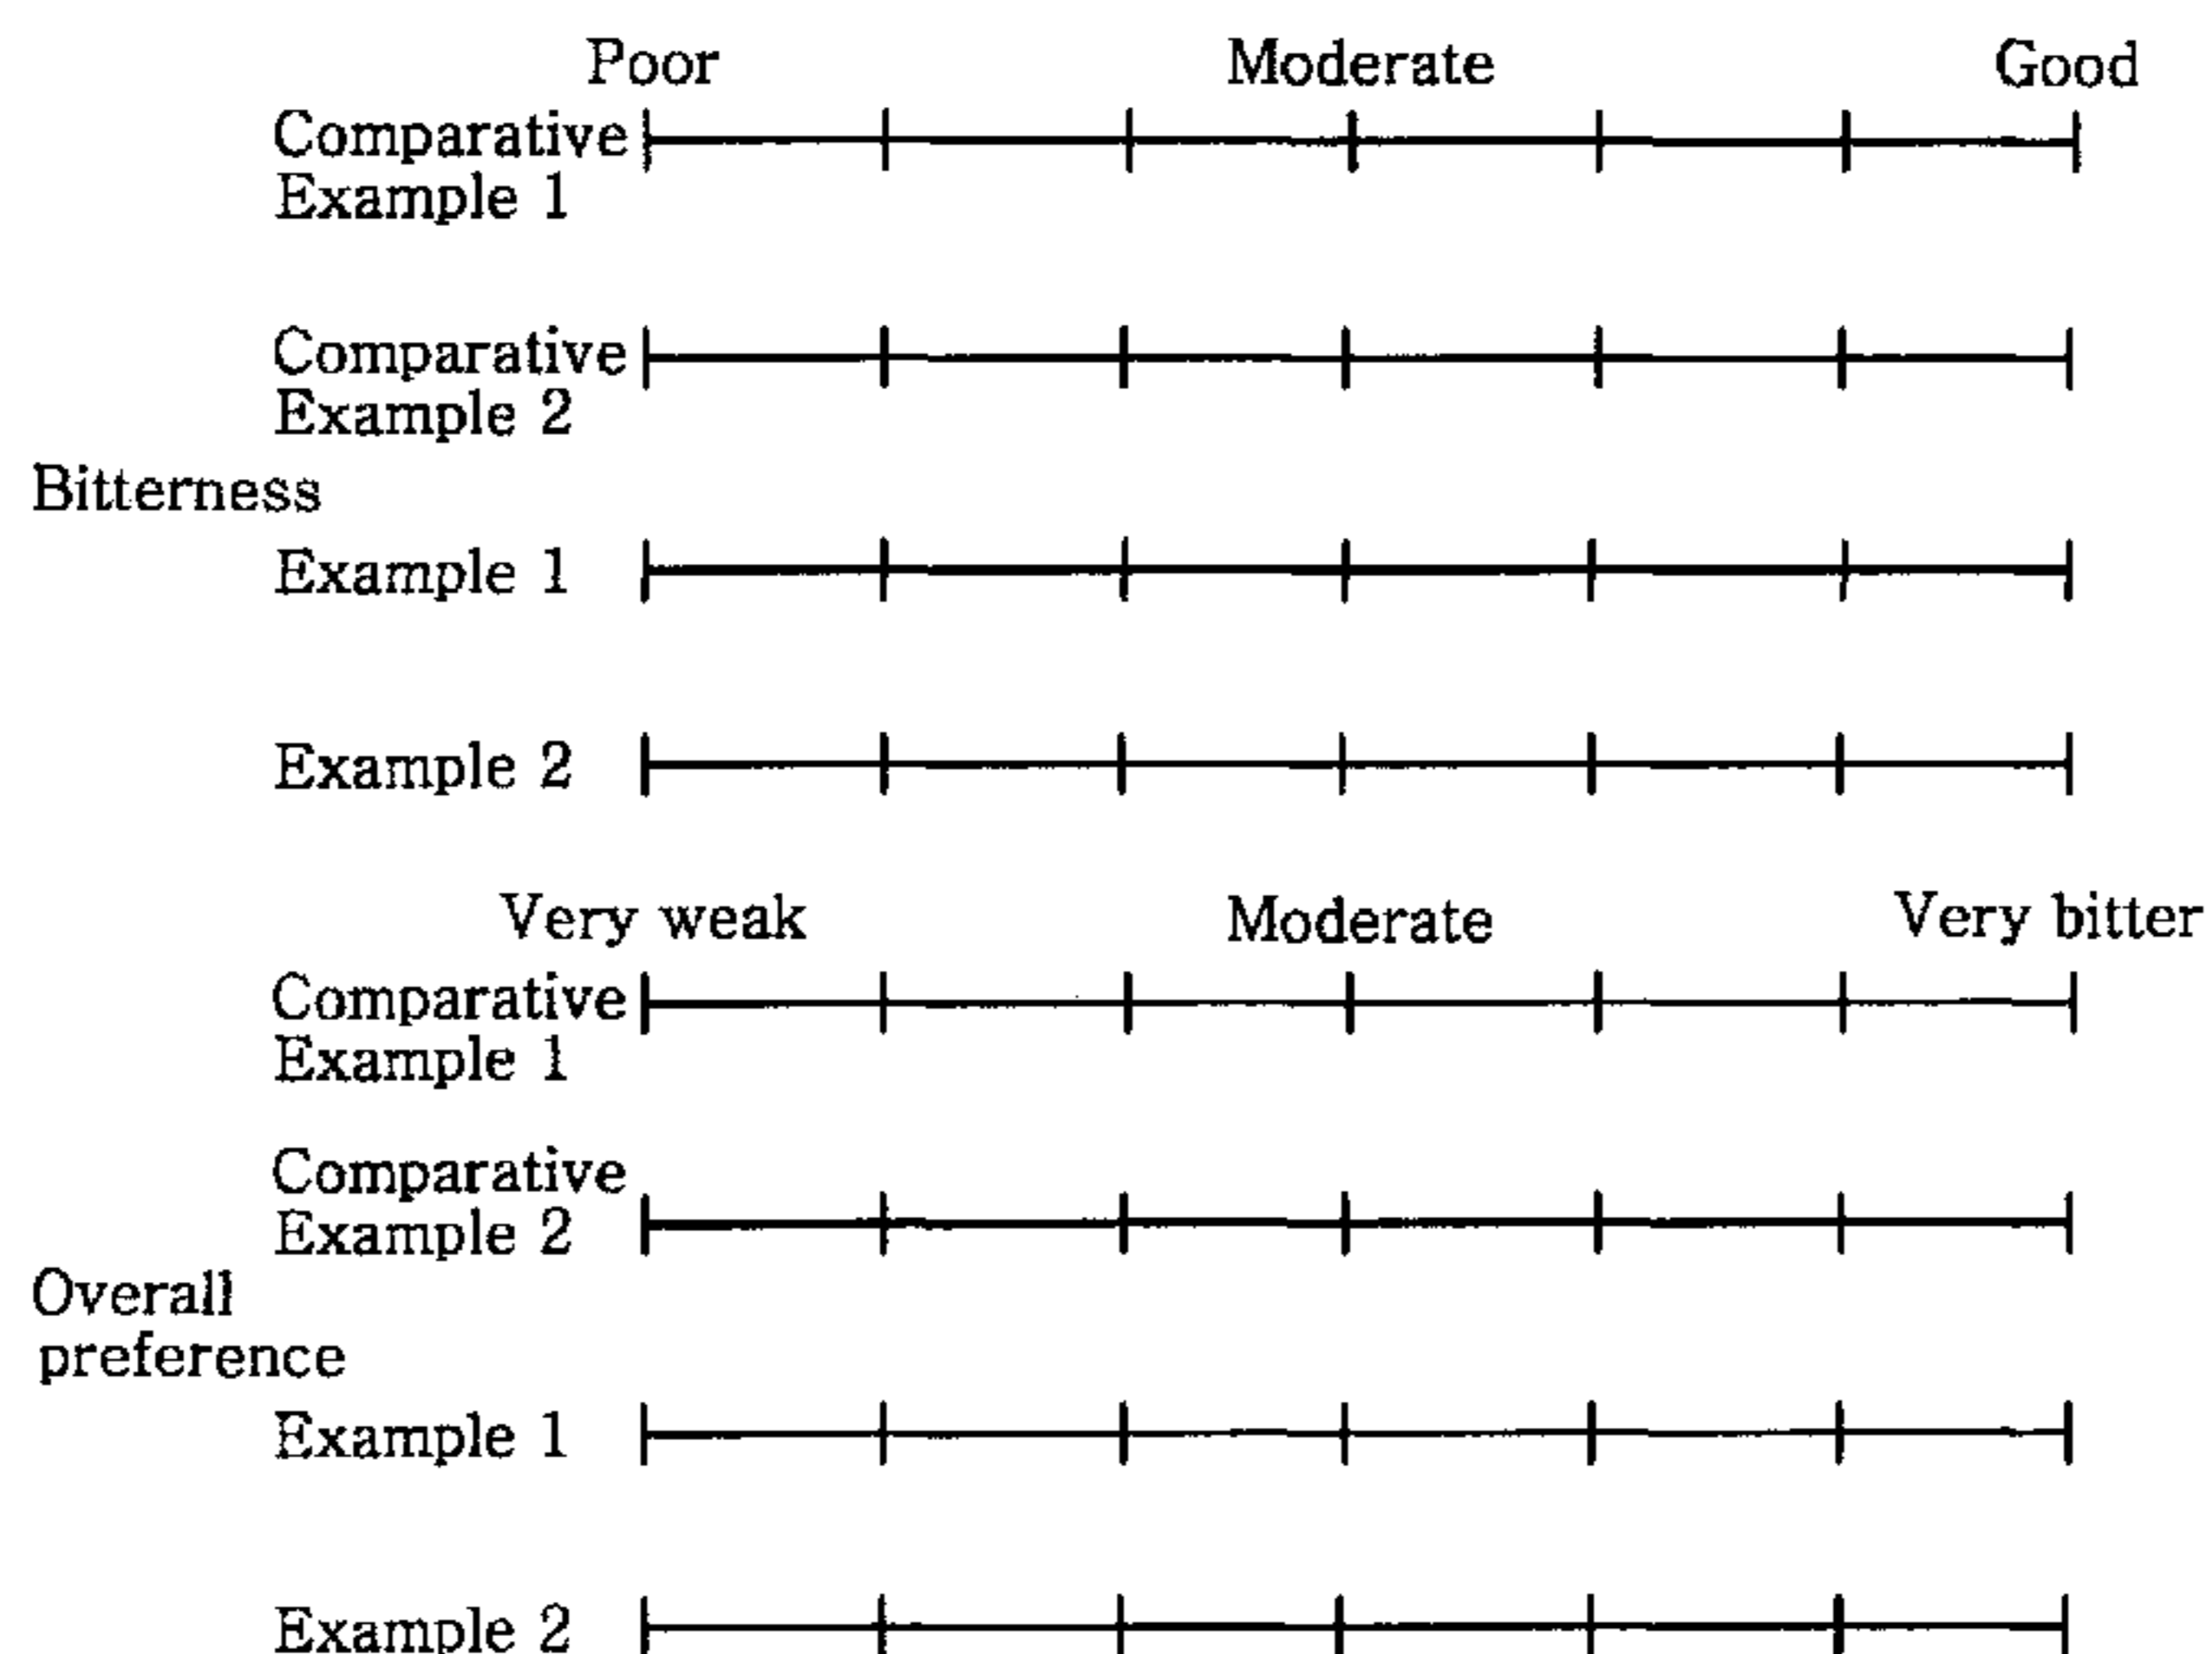 Poor Moderate Good
Comparative
Example 1
Comparative
Example 2
Bitterness
Example 1
Example 2
Very weak Moderate Very bitter
Comparative
Example 1
Comparative
Example 2
Overall
preference
Example 1
Example 2